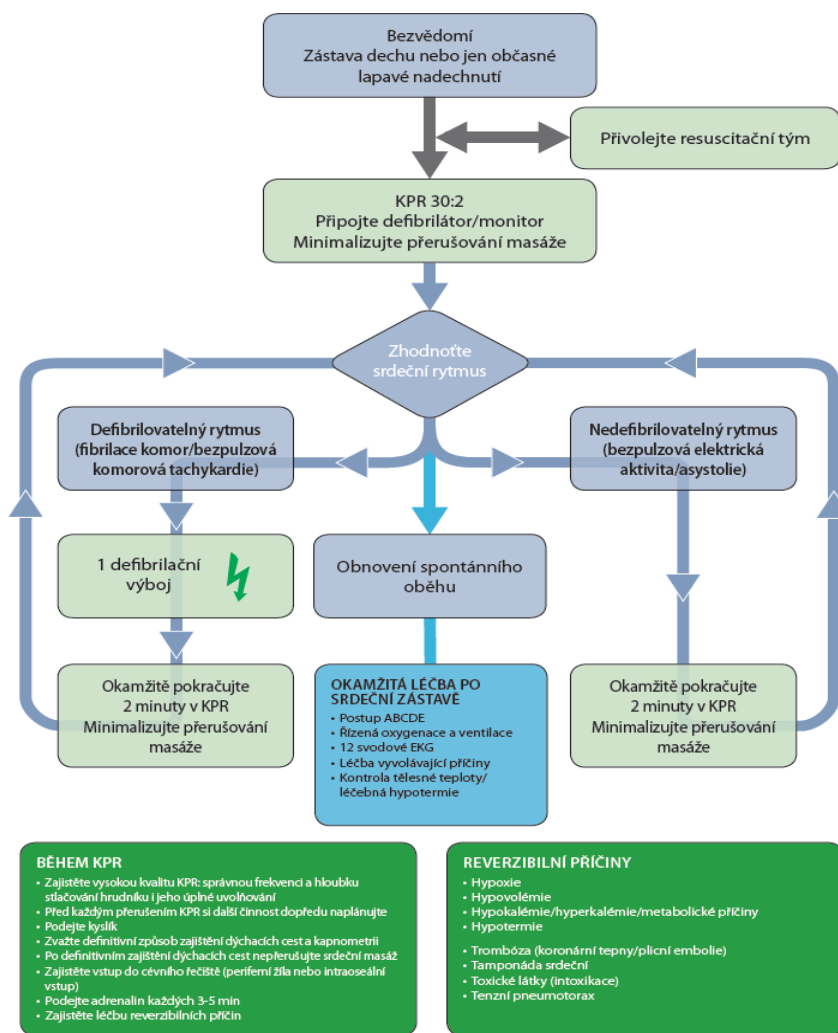 Bezvědomí
Zástava dechu nebo jen občasné
lapavé nadechnutí
Přivolejte resuscitační tým
KPR 30:2
Připojte defibrilátor/monitor
Minimalizujte přerušování masáže
Zhodnoťte
srdeční rytmus
Defibrilovatelný rytmus
(fibrilace komor/bezpulzová
komorová tachykardie)
Nedefibrilovatelný rytmus
(bezpulzová elektrická
aktivita/asystolie)
1 defibrilační
výboj
Obnovení spontánního
oběhu
Okamžitě pokračujte
2 minuty v KPR
Minimalizujte přerušování
masáže
OKAMŽITÁ LÉČBA PO
SRDEČNÍ ZÁSTAVĚ
• Postup ABCDE
• Řízená oxygenace a ventilace
• 12 svodové EKG
• Léčba vyvolávající příčiny
• Kontrola tělesné teploty/
léčebná hypotermie
Okamžitě pokračujte
2 minuty v KPR
Minimalizujte přerušování
masáže
BĚHEM KPR
• Zajistěte vysokou kvalitu KPR: správnou frekvenci a hloubku
stlačování hrudníku i jeho úplné uvolňování
• Před každým přerušením KPR si další činnost dopředu naplánujte
• Podejte kyslík
• Zvažte definitivní způsob zajištění dýchacích cest a kapnometrii
• Po definitivním zajištění dýchacích cest nepřerušujte srdeční masáž
• Zajistěte vstup do cévního řečiště (periferní žíla nebo intraoseální
vstup)
• Podejte adrenalin každých 3-5 min
• Zajistěte léčbu reverzibilních příčin
REVERZIBILNÍ PŘÍČINY
• Hypoxie
• Hypovolémie
• Hypokalémie/hyperkalémie/metabolické příčiny
• Hypotermie
• Trombóza (koronární tepny/plicní embolie)
• Tamponáda srdeční
• Toxické látky (intoxikace)
• Tenzní pneumotorax